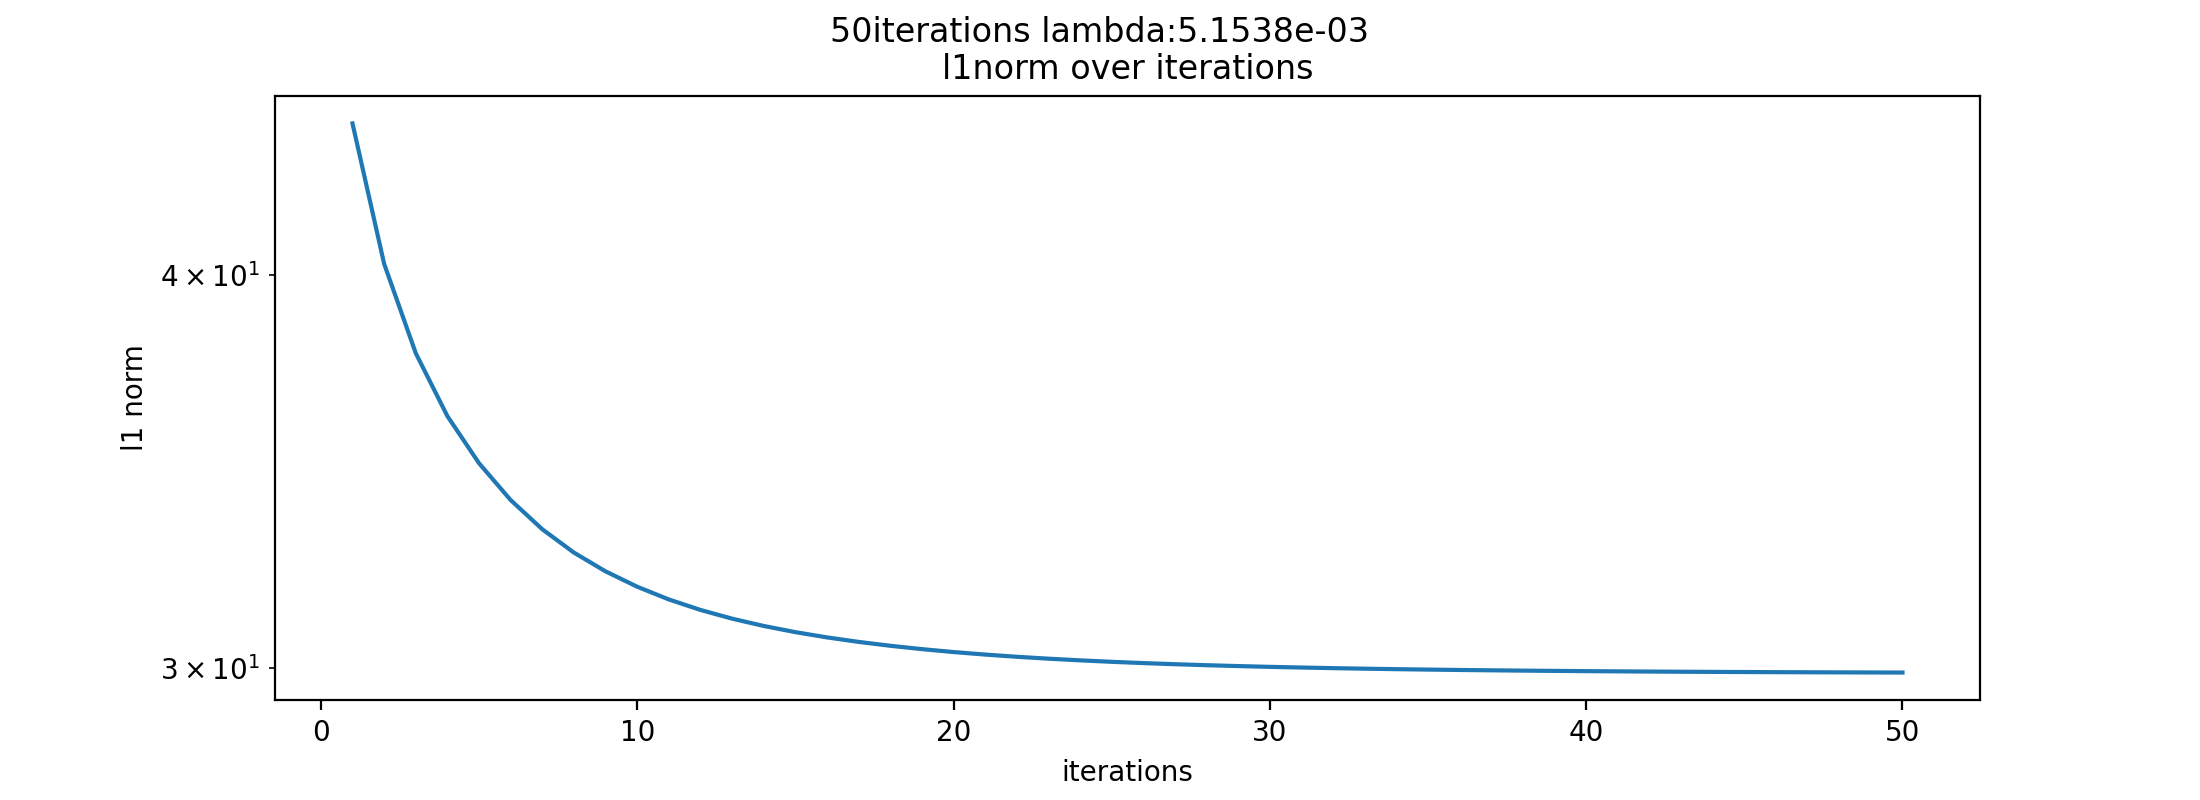 50iterations lambda:5.1538e-03
l1norm over iterations
4 × 10¹
l1 norm
3 × 10¹
0 10 20 30 40 50
iterations